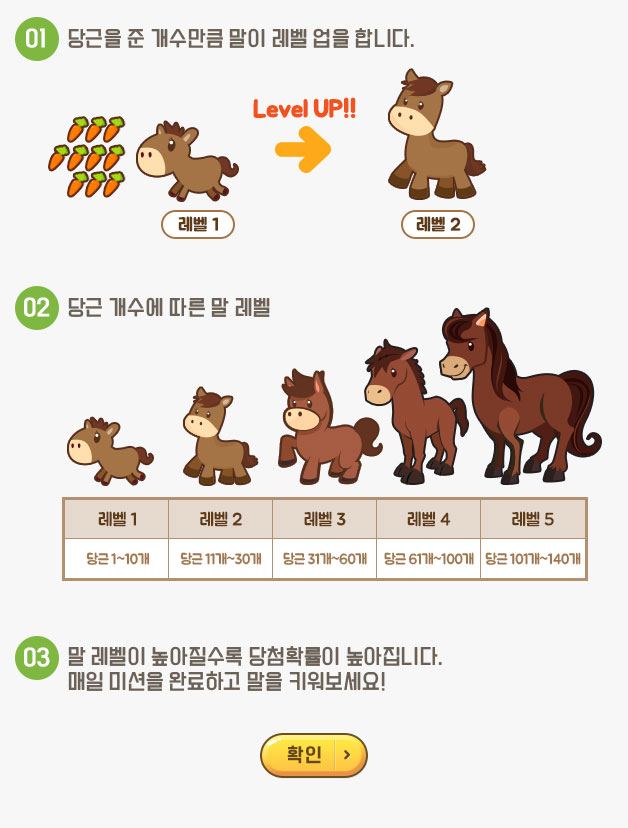 01 당근을 준 개수만큼 말이 레벨 업을 합니다.
Level UP!!
레벨 1
레벨 2
02 당근 개수에 따른 말 레벨
레벨 1 레벨 2 레벨 3 레벨 4 레벨 5
당근 1~10개 당근 11개~30개 당근 31개~60개 당근 61개~100개 당근 101개~140개
03 말 레벨이 높아질수록 당첨확률이 높아집니다.
매일 미션을 완료하고 말을 키워보세요!
확인